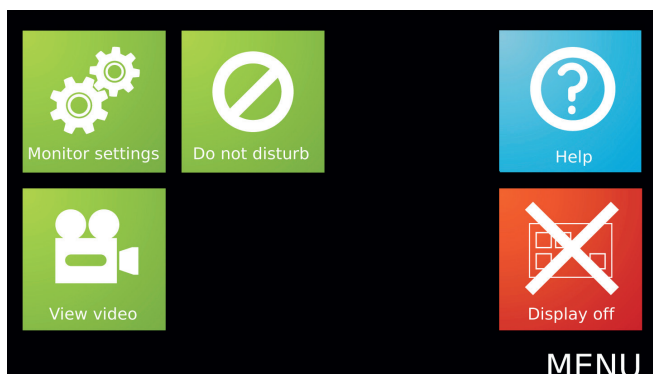 Monitor settings
Do not disturb
Help
View video
Display off
MENU